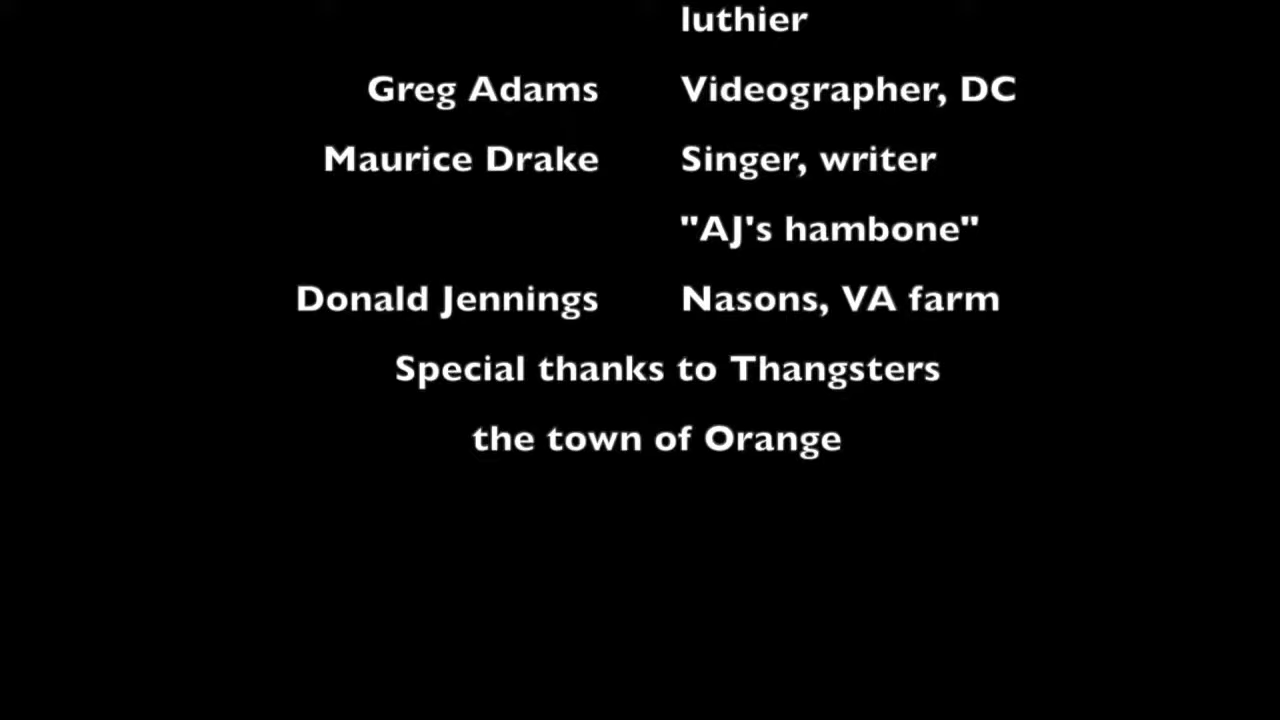 luthier
Greg Adams Videographer, DC
Maurice Drake Singer, writer
"AJ's hambone"
Donald Jennings Nasons, VA farm
Special thanks to Thangsters
the town of Orange